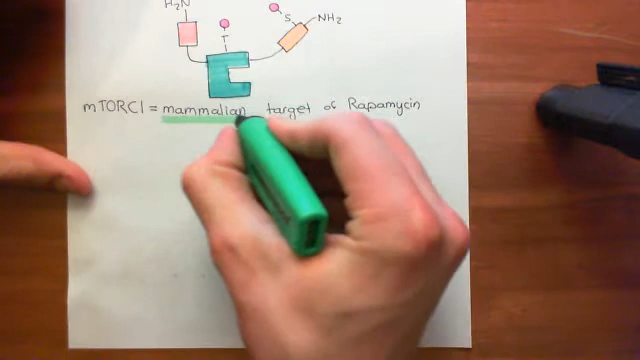 H2N
S
NH2
T
mTORC1 = mammalian target of Rapamycin